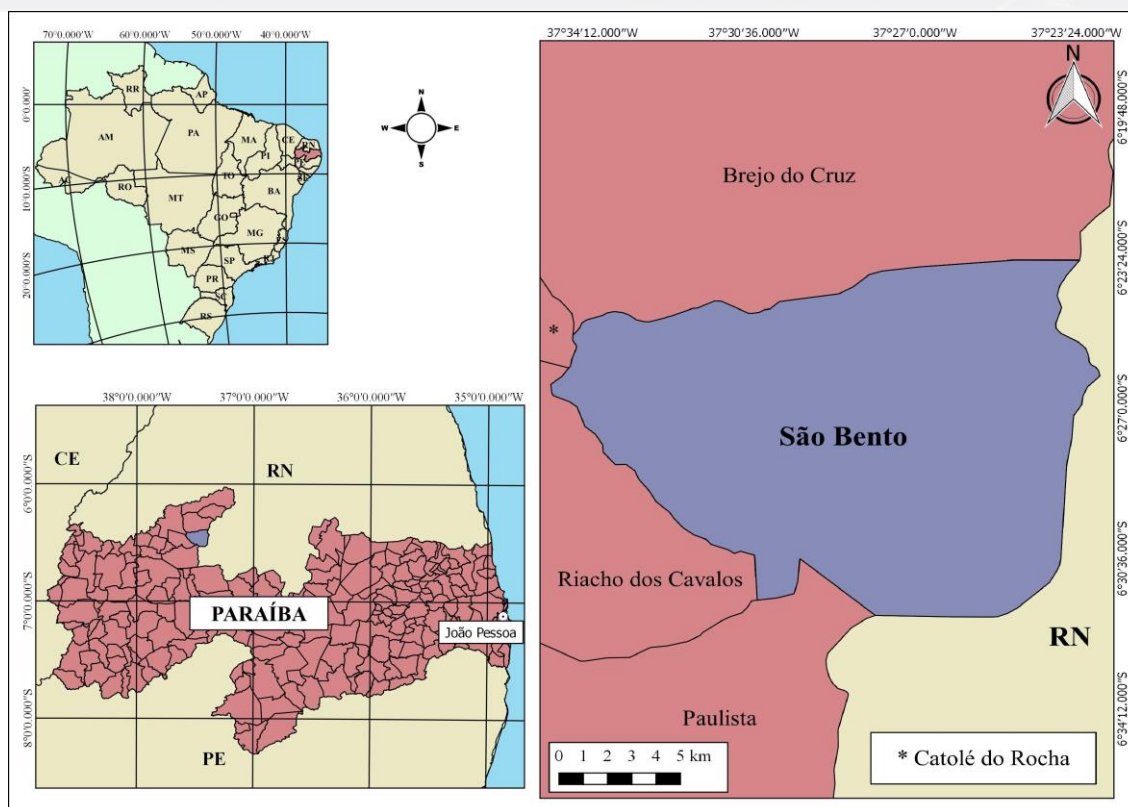 70°0.000"W 60°0.000"W 50°0.000"W 40°0.000"W
0°0.000'
10°0.000"S
20°0.000"S
RR
AP
AM
PA
MA
CE
RN
PI
AC
RO
TO
BA
MT
GO
MG
MS
SP
RJ
PR
SC
RS
N
W
E
S
38°0.000"W 37°0.000"W 36°0.000"W 35°0.000"W
6°0.000"S
7°0.000"S
8°0.000"S
CE
RN
PARAÍBA
João Pessoa
PE
37°34'12.000"W 37°30'36.000"W 37°27'0.000"W 37°23'24.000"W
N
6°19'48.000"S
6°23'24.000"S
6°27'0.000"S
6°30'36.000"S
6°34'12.000"S
Brejo do Cruz
*
São Bento
Riacho dos Cavalos
RN
Paulista
0 1 2 3 4 5 km
* Catolé do Rocha